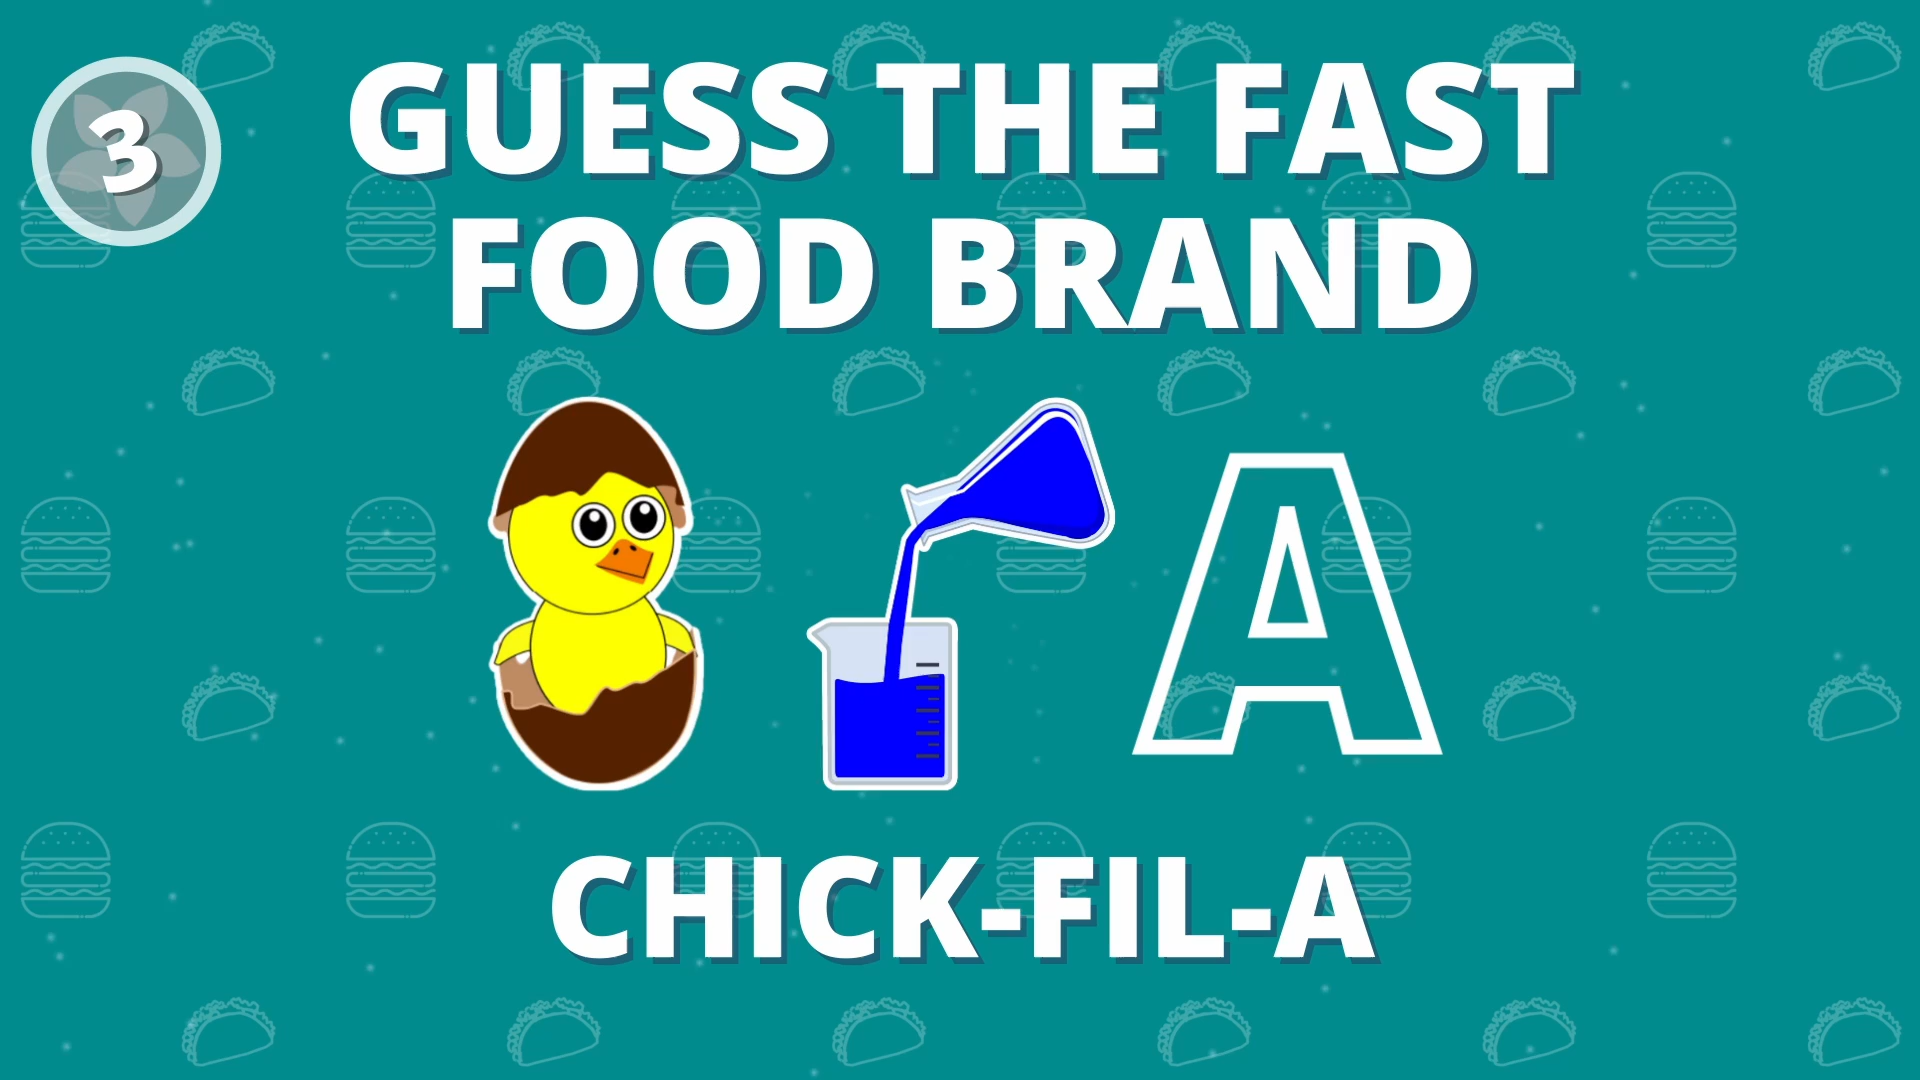 3
GUESS THE FAST
FOOD BRAND
A
CHICK-FIL-A